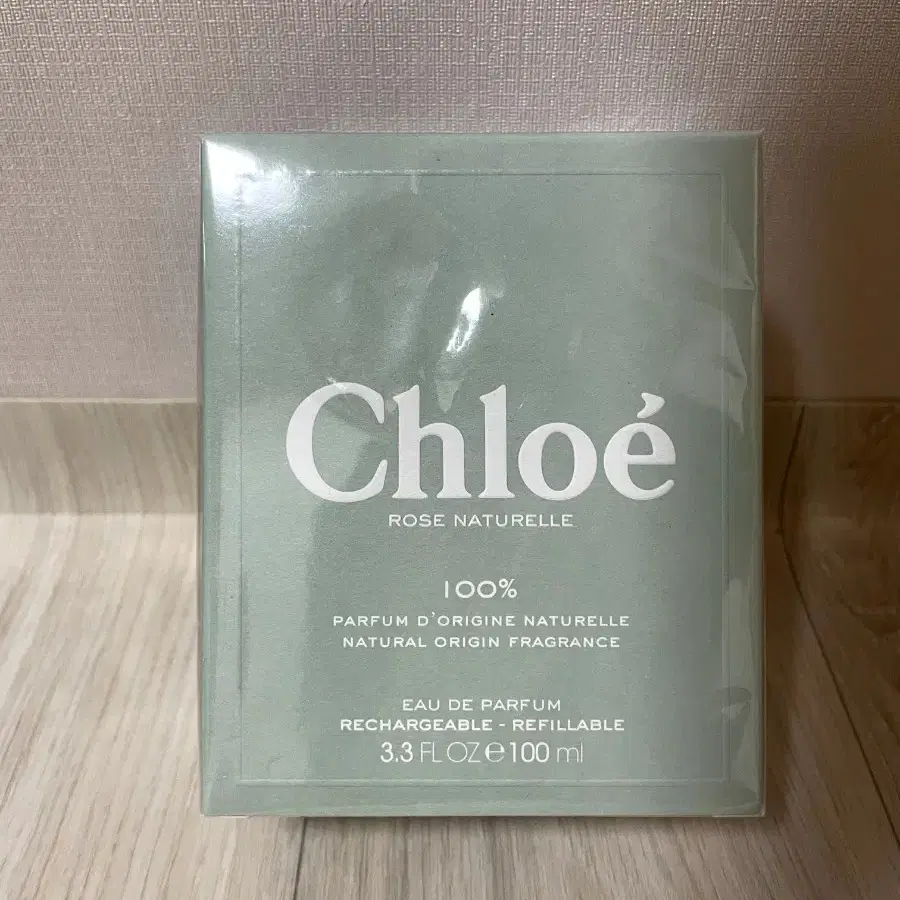 Chloé
ROSE NATURELLE
100%
PARFUM D'ORIGINE NATURELLE
NATURAL ORIGIN FRAGRANCE
EAU DE PARFUM
RECHARGEABLE - REFILLABLE
3.3 FL OZ ℮ 100 ml